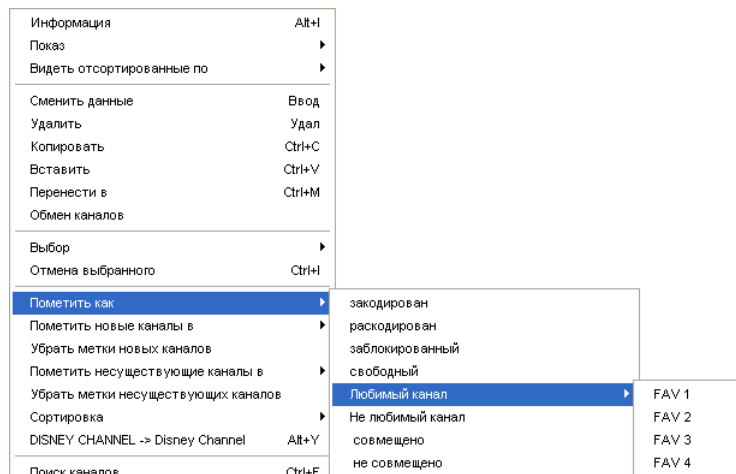 Информация Alt+I
Показ
Видеть отсортированные по
Сменить данные Ввод
Удалить Удал
Копировать Ctrl+C
Вставить Ctrl+V
Перенести в Ctrl+M
Обмен каналов
Выбор
Отмена выбранного Ctrl+I
Пометить как
Пометить новые каналы в
Убрать метки новых каналов
Пометить несуществующие каналы в
Убрать метки несуществующих каналов
Сортировка
DISNEY CHANNEL -> Disney Channel Alt+Y
Поиск каналов Ctrl+F
закодирован
раскодирован
заблокированный
свободный
Любимый канал
Не любимый канал
совмещено
не совмещено
FAV 1
FAV 2
FAV 3
FAV 4